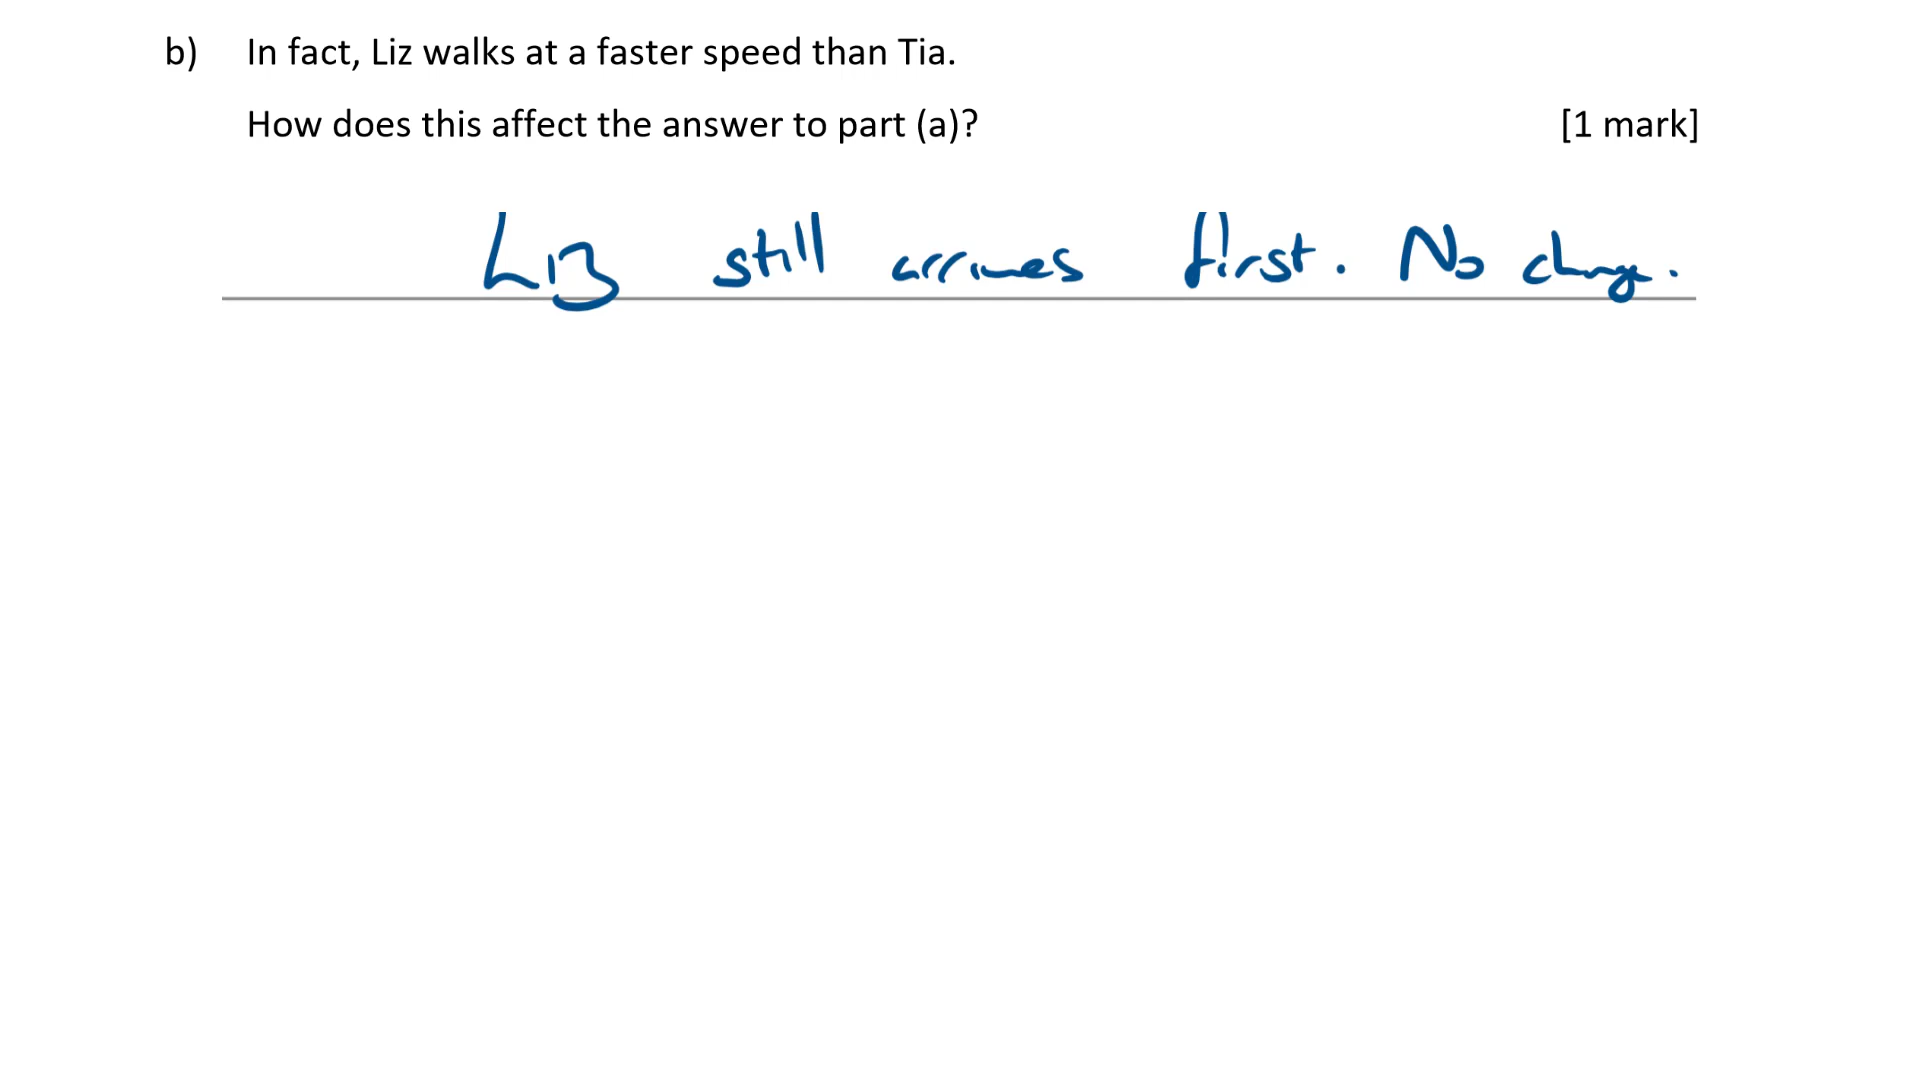 b) In fact, Liz walks at a faster speed than Tia.
How does this affect the answer to part (a)? [1 mark]
Liz still arrives first. No change.